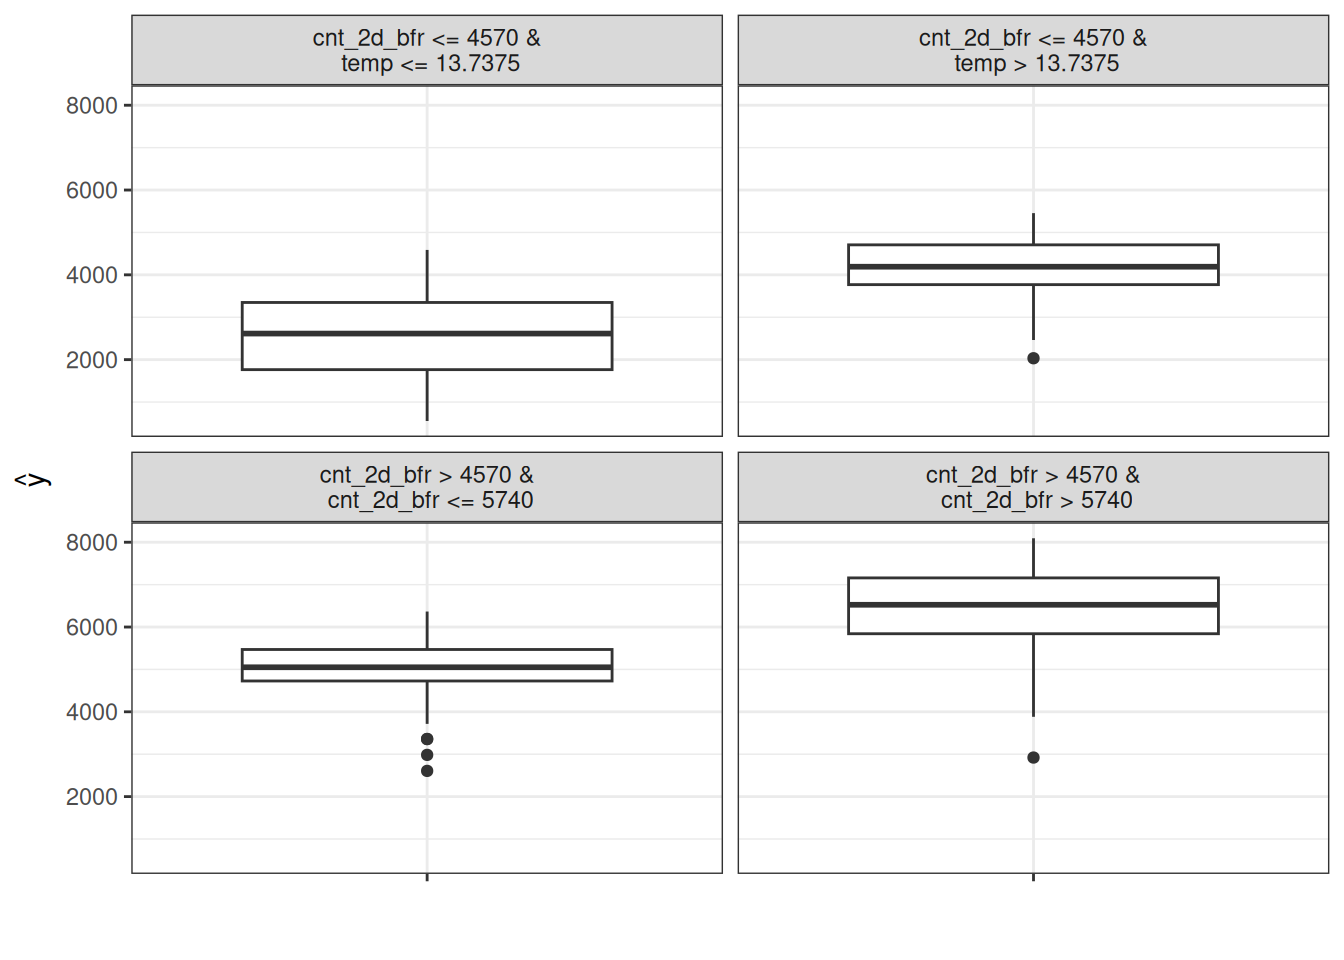 cnt_2d_bfr <= 4570 &
temp <= 13.7375
cnt_2d_bfr <= 4570 &
temp > 13.7375
8000
6000
4000
2000
ŷ
cnt_2d_bfr > 4570 &
cnt_2d_bfr <= 5740
cnt_2d_bfr > 4570 &
cnt_2d_bfr > 5740
8000
6000
4000
2000